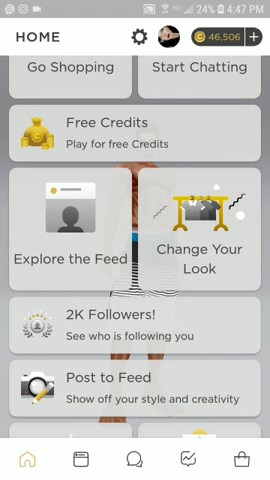 24% 4:47 PM
HOME
46,506
Go Shopping
Start Chatting
Free Credits
Play for free Credits
Explore the Feed
Change Your
Look
2K Followers!
See who is following you
Post to Feed
Show off your style and creativity